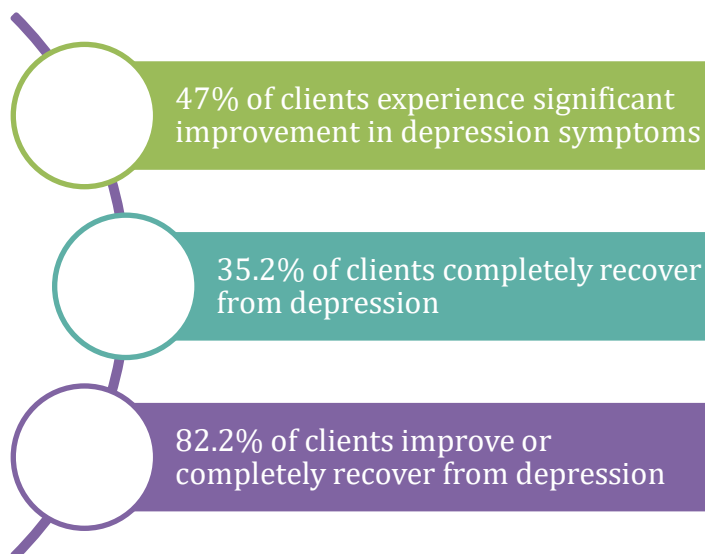 47% of clients experience significant
improvement in depression symptoms
35.2% of clients completely recover
from depression
82.2% of clients improve or
completely recover from depression